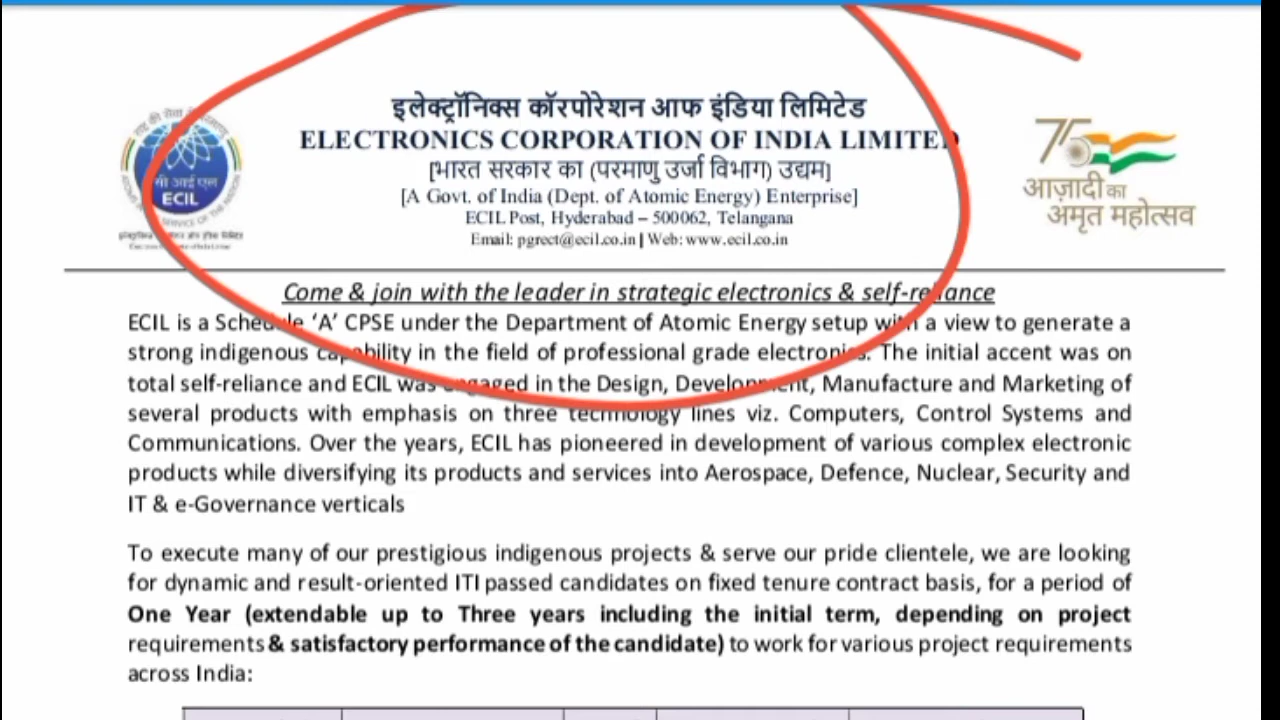 इलेक्ट्रॉनिक्स कॉरपोरेशन आफ इंडिया लिमिटेड
ELECTRONICS CORPORATION OF INDIA LIMITED
[भारत सरकार का (परमाणु उर्जा विभाग) उद्यम]
[A Govt. of India (Dept. of Atomic Energy) Enterprise]
ECIL Post, Hyderabad – 500062, Telangana
Email: pgrect@ecil.co.in | Web: www.ecil.co.in
सी आई एल
ECIL
75
आज़ादी का
अमृत महोत्सव
Come & join with the leader in strategic electronics & self-reliance
ECIL is a Schedule ‘A’ CPSE under the Department of Atomic Energy setup with a view to generate a
strong indigenous capability in the field of professional grade electronics. The initial accent was on
total self-reliance and ECIL was engaged in the Design, Development, Manufacture and Marketing of
several products with emphasis on three technology lines viz. Computers, Control Systems and
Communications. Over the years, ECIL has pioneered in development of various complex electronic
products while diversifying its products and services into Aerospace, Defence, Nuclear, Security and
IT & e-Governance verticals
To execute many of our prestigious indigenous projects & serve our pride clientele, we are looking
for dynamic and result-oriented ITI passed candidates on fixed tenure contract basis, for a period of
One Year (extendable up to Three years including the initial term, depending on project
requirements & satisfactory performance of the candidate) to work for various project requirements
across India: